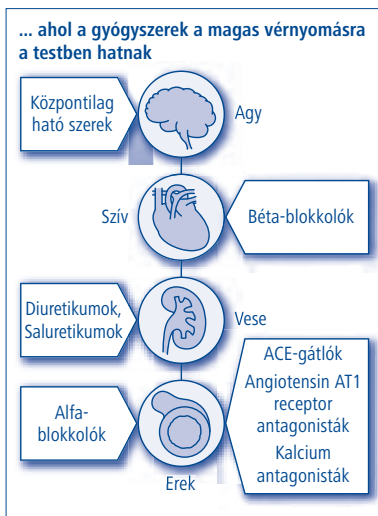 ... ahol a gyógyszerek a magas vérnyomásra
a testben hatnak
Központilag
ható szerek
Agy
Szív
Béta-blokkolók
Diuretikumok,
Saluretikumok
Vese
Alfa-
blokkolók
Erek
ACE-gátlók
Angiotensin AT1
receptor
antagonisták
Kalcium
antagonisták